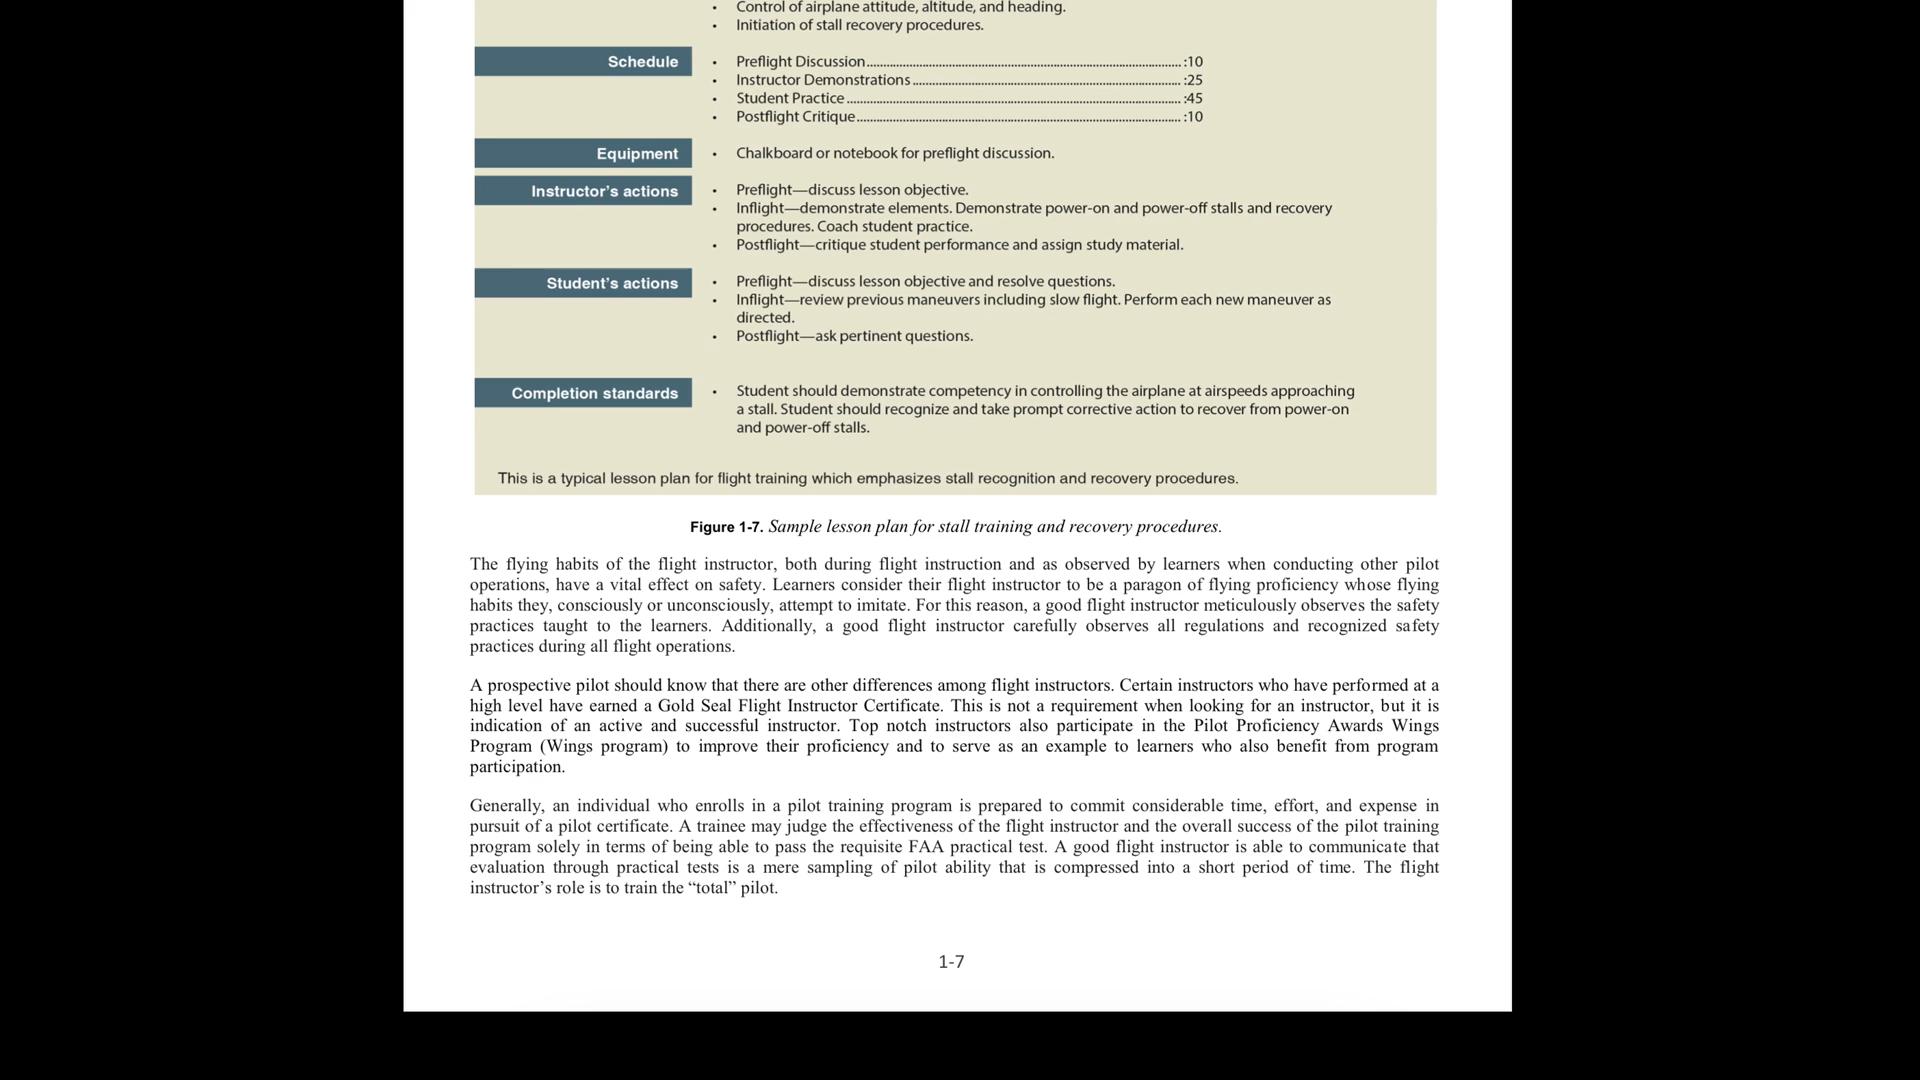 • Control of airplane attitude, altitude, and heading.
• Initiation of stall recovery procedures.
Schedule
• Preflight Discussion........................................:10
• Instructor Demonstrations........................................:25
• Student Practice........................................:45
• Postflight Critique........................................:10
Equipment
• Chalkboard or notebook for preflight discussion.
Instructor’s actions
• Preflight—discuss lesson objective.
• Inflight—demonstrate elements. Demonstrate power-on and power-off stalls and recovery
procedures. Coach student practice.
• Postflight—critique student performance and assign study material.
Student’s actions
• Preflight—discuss lesson objective and resolve questions.
• Inflight—review previous maneuvers including slow flight. Perform each new maneuver as
directed.
• Postflight—ask pertinent questions.
Completion standards
• Student should demonstrate competency in controlling the airplane at airspeeds approaching
a stall. Student should recognize and take prompt corrective action to recover from power-on
and power-off stalls.
This is a typical lesson plan for flight training which emphasizes stall recognition and recovery procedures.
Figure 1-7. Sample lesson plan for stall training and recovery procedures.
The flying habits of the flight instructor, both during flight instruction and as observed by learners when conducting other pilot
operations, have a vital effect on safety. Learners consider their flight instructor to be a paragon of flying proficiency whose flying
habits they, consciously or unconsciously, attempt to imitate. For this reason, a good flight instructor meticulously observes the safety
practices taught to the learners. Additionally, a good flight instructor carefully observes all regulations and recognized safety
practices during all flight operations.
A prospective pilot should know that there are other differences among flight instructors. Certain instructors who have performed at a
high level have earned a Gold Seal Flight Instructor Certificate. This is not a requirement when looking for an instructor, but it is
indication of an active and successful instructor. Top notch instructors also participate in the Pilot Proficiency Awards Wings
Program (Wings program) to improve their proficiency and to serve as an example to learners who also benefit from program
participation.
Generally, an individual who enrolls in a pilot training program is prepared to commit considerable time, effort, and expense in
pursuit of a pilot certificate. A trainee may judge the effectiveness of the flight instructor and the overall success of the pilot training
program solely in terms of being able to pass the requisite FAA practical test. A good flight instructor is able to communicate that
evaluation through practical tests is a mere sampling of pilot ability that is compressed into a short period of time. The flight
instructor’s role is to train the “total” pilot.
1-7